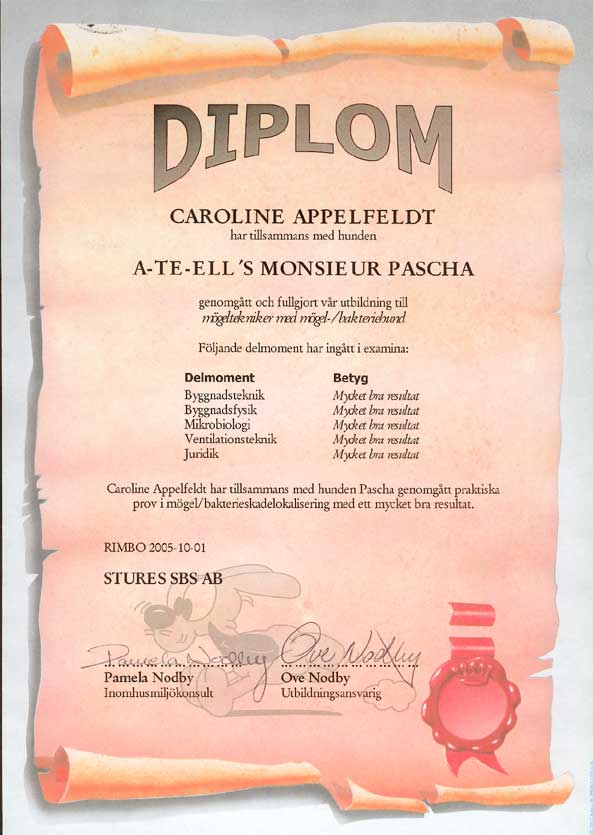 DIPLOM
CAROLINE APPELFELDT
har tillsammans med hunden
A-TE-ELL´S MONSIEUR PASCHA
genomgått och fullgjort vår utbildning till
mögeltekniker med mögel-/bakteriehund
Följande delmoment har ingått i examina:
Delmoment Betyg
Byggnadsteknik Mycket bra resultat
Byggnadsfysik Mycket bra resultat
Mikrobiologi Mycket bra resultat
Ventilationsteknik Mycket bra resultat
Juridik Mycket bra resultat
Caroline Appelfeldt har tillsammans med hunden Pascha genomgått praktiska
prov i mögel/bakterieskadelokalisering med ett mycket bra resultat.
RIMBO 2005-10-01
STURES SBS AB
Pamela Nodby Ove Nodby
Pamela Nodby Ove Nodby
Inomhusmiljökonsult Utbildningsansvarig